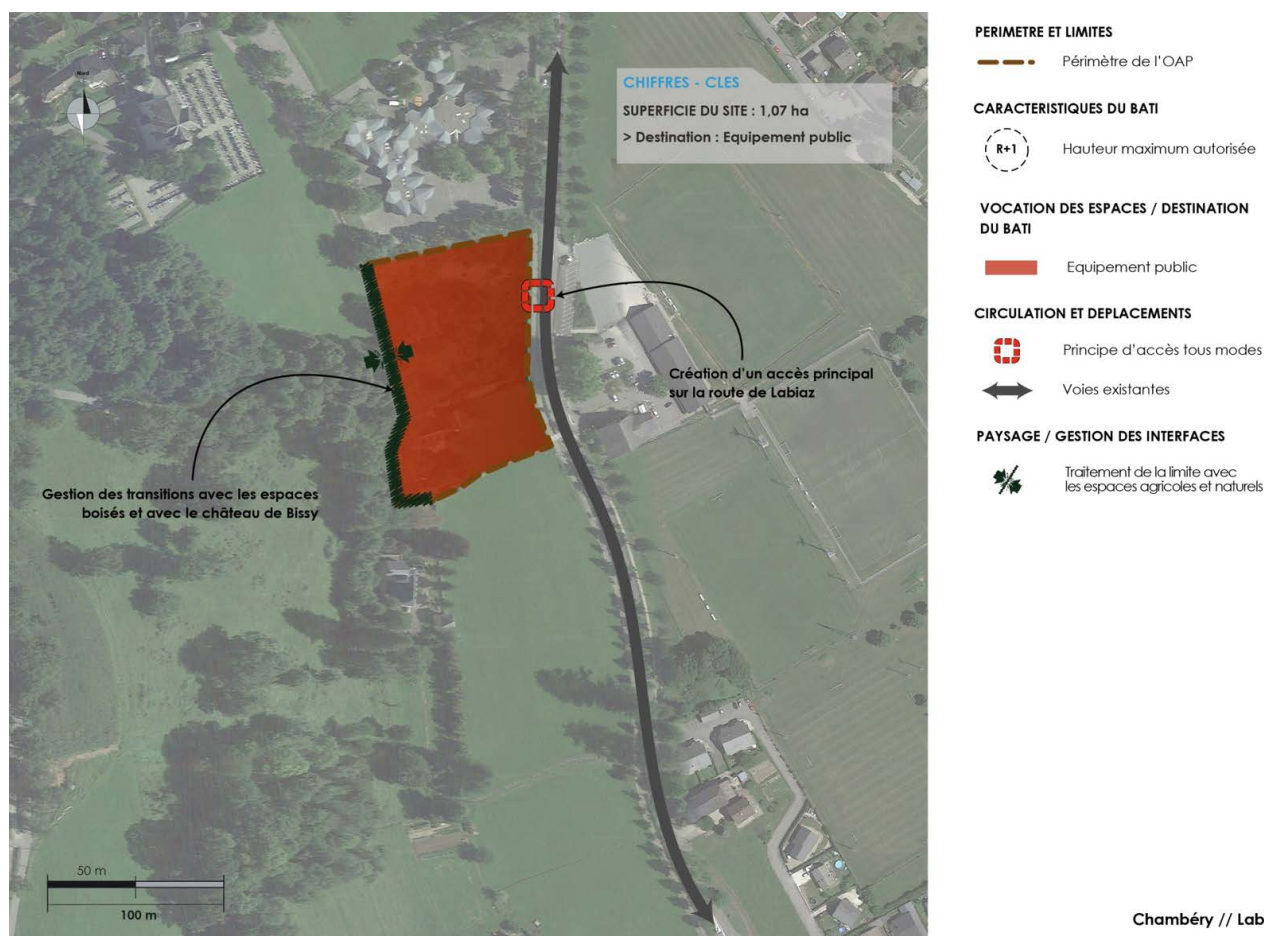 Nord
CHIFFRES - CLES
SUPERFICIE DU SITE : 1,07 ha
> Destination : Equipement public
Création d'un accès principal
sur la route de Labiaz
Gestion des transitions avec les espaces
boisés et avec le château de Bissy
50 m
100 m
PERIMETRE ET LIMITES
Périmètre de l'OAP
CARACTERISTIQUES DU BATI
R+1
Hauteur maximum autorisée
VOCATION DES ESPACES / DESTINATION
DU BATI
Equipement public
CIRCULATION ET DEPLACEMENTS
Principe d'accès tous modes
Voies existantes
PAYSAGE / GESTION DES INTERFACES
Traitement de la limite avec
les espaces agricoles et naturels
Chambéry // Lab